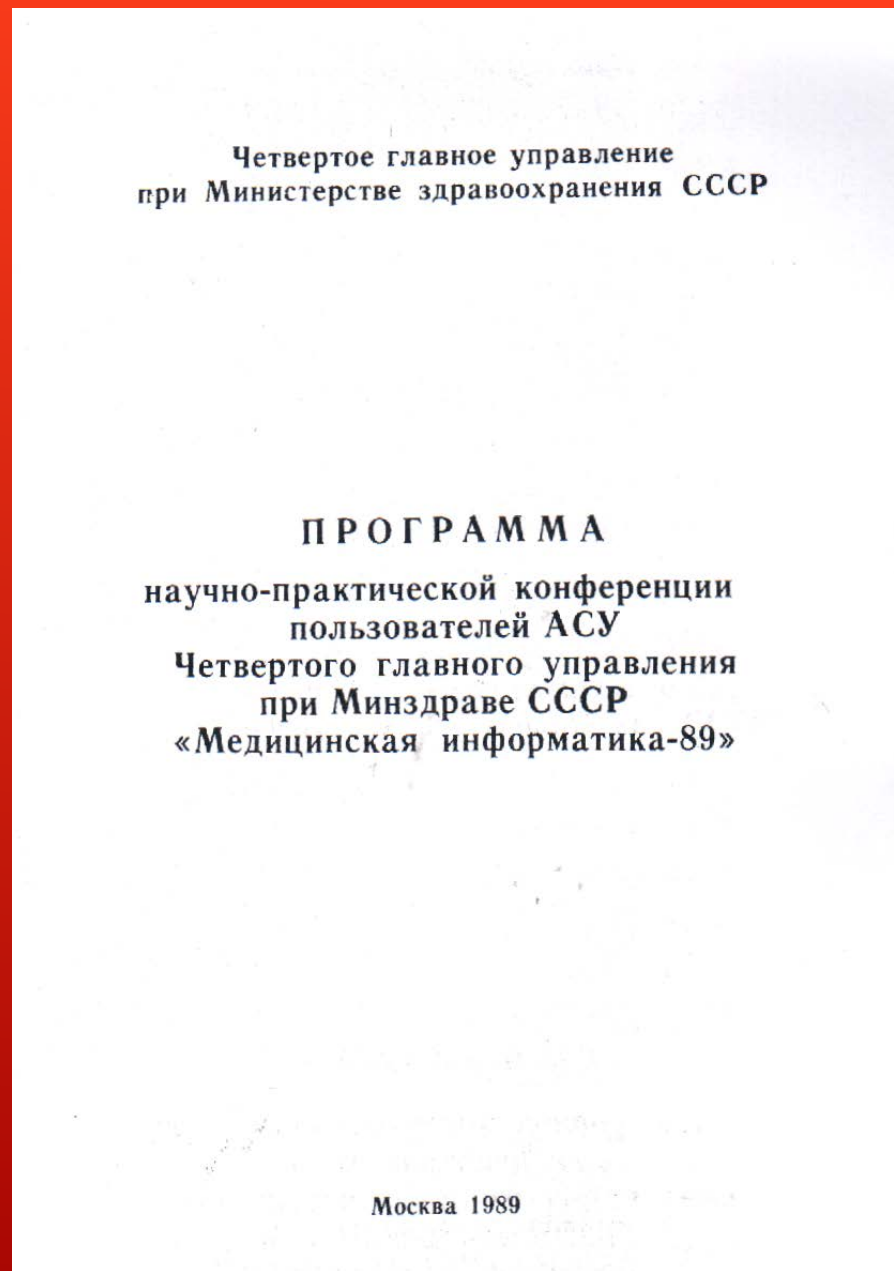 Четвертое главное управление
при Министерстве здравоохранения СССР
ПРОГРАММА
научно-практической конференции
пользователей АСУ
Четвертого главного управления
при Минздраве СССР
«Медицинская информатика-89»
Москва 1989